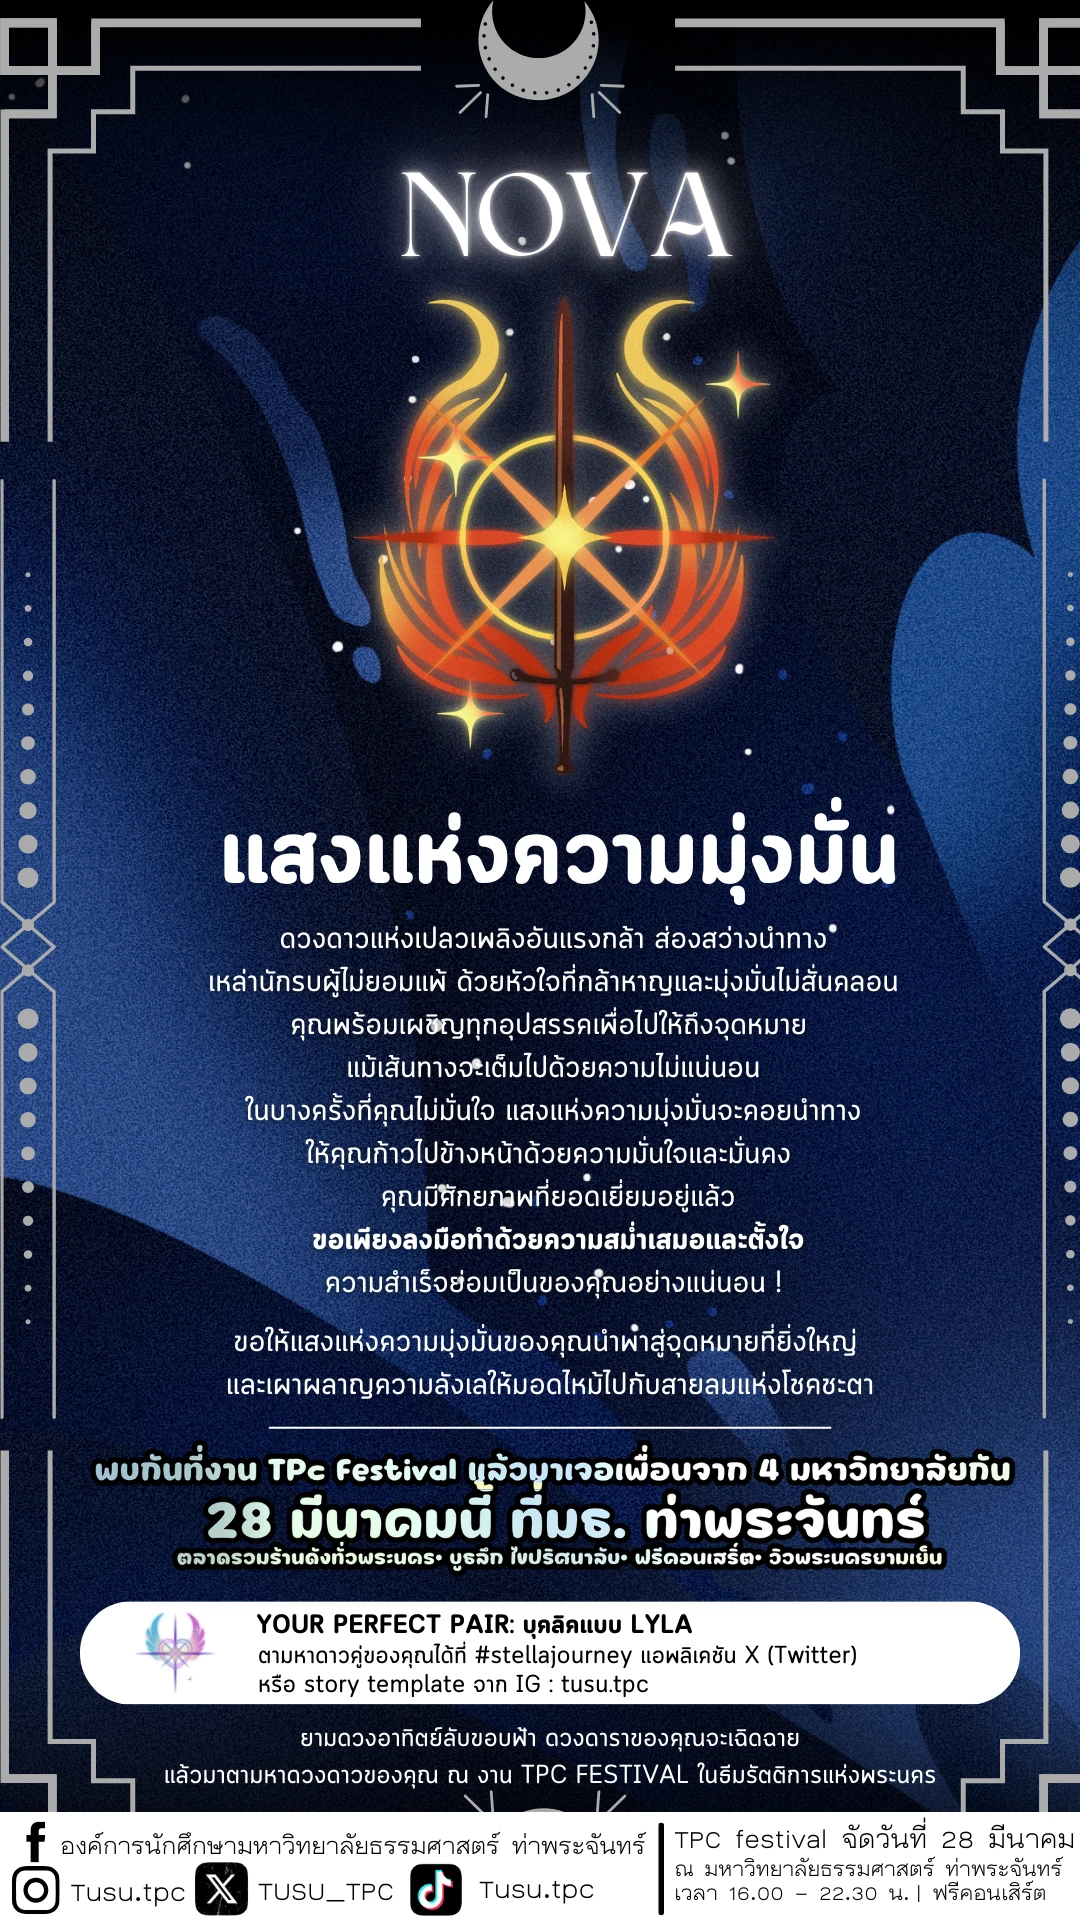 NOVA
แสงแห่งความมุ่งมั่น
ดวงดาวแห่งเปลวเพลิงอันแรงกล้า ส่องสว่างนำทาง
เหล่านักรบผู้ไม่ยอมแพ้ ด้วยหัวใจที่กล้าหาญและมุ่งมั่นไม่สั่นคลอน
คุณพร้อมเผชิญทุกอุปสรรคเพื่อไปให้ถึงจุดหมาย
แม้เส้นทางจะเต็มไปด้วยความไม่แน่นอน
ในบางครั้งที่คุณไม่มั่นใจ แสงแห่งความมุ่งมั่นจะคอยนำทาง
ให้คุณก้าวไปข้างหน้าด้วยความมั่นใจและมั่นคง
คุณมีศักยภาพที่ยอดเยี่ยมอยู่แล้ว
ขอเพียงลงมือทำด้วยความสม่ำเสมอและตั้งใจ
ความสำเร็จย่อมเป็นของคุณอย่างแน่นอน !
ขอให้แสงแห่งความมุ่งมั่นของคุณนำพาสู่จุดหมายที่ยิ่งใหญ่
และเผาผลาญความลังเลให้มอดไหม้ไปกับสายลมแห่งโชคชะตา
พบกันที่งาน TPc Festival แล้วมาเจอเพื่อนจาก 4 มหาวิทยาลัยกัน
28 มีนาคมนี้ ที่มธ. ท่าพระจันทร์
ตลาดรวมร้านดังทั่วพระนคร• บูธลึก ไขปริศนาลับ• ฟรีคอนเสริ์ต• วิวพระนครยามเย็น
YOUR PERFECT PAIR: บุคลิคแบบ LYLA
ตามหาดาวคู่ของคุณได้ที่ #stellajourney แอพลิเคชัน X (Twitter)
หรือ story template จาก IG : tusu.tpc
ยามดวงอาทิตย์ลับขอบฟ้า ดวงดาราของคุณจะเฉิดฉาย
แล้วมาตามหาดวงดาวของคุณ ณ งาน TPC FESTIVAL ในธีมรัตติการแห่งพระนคร
องค์การนักศึกษามหาวิทยาลัยธรรมศาสตร์ ท่าพระจันทร์
Tusu.tpc TUSU_TPC Tusu.tpc
TPC festival จัดวันที่ 28 มีนาคม
ณ มหาวิทยาลัยธรรมศาสตร์ ท่าพระจันทร์
เวลา 16.00 - 22.30 น. | ฟรีคอนเสิร์ต